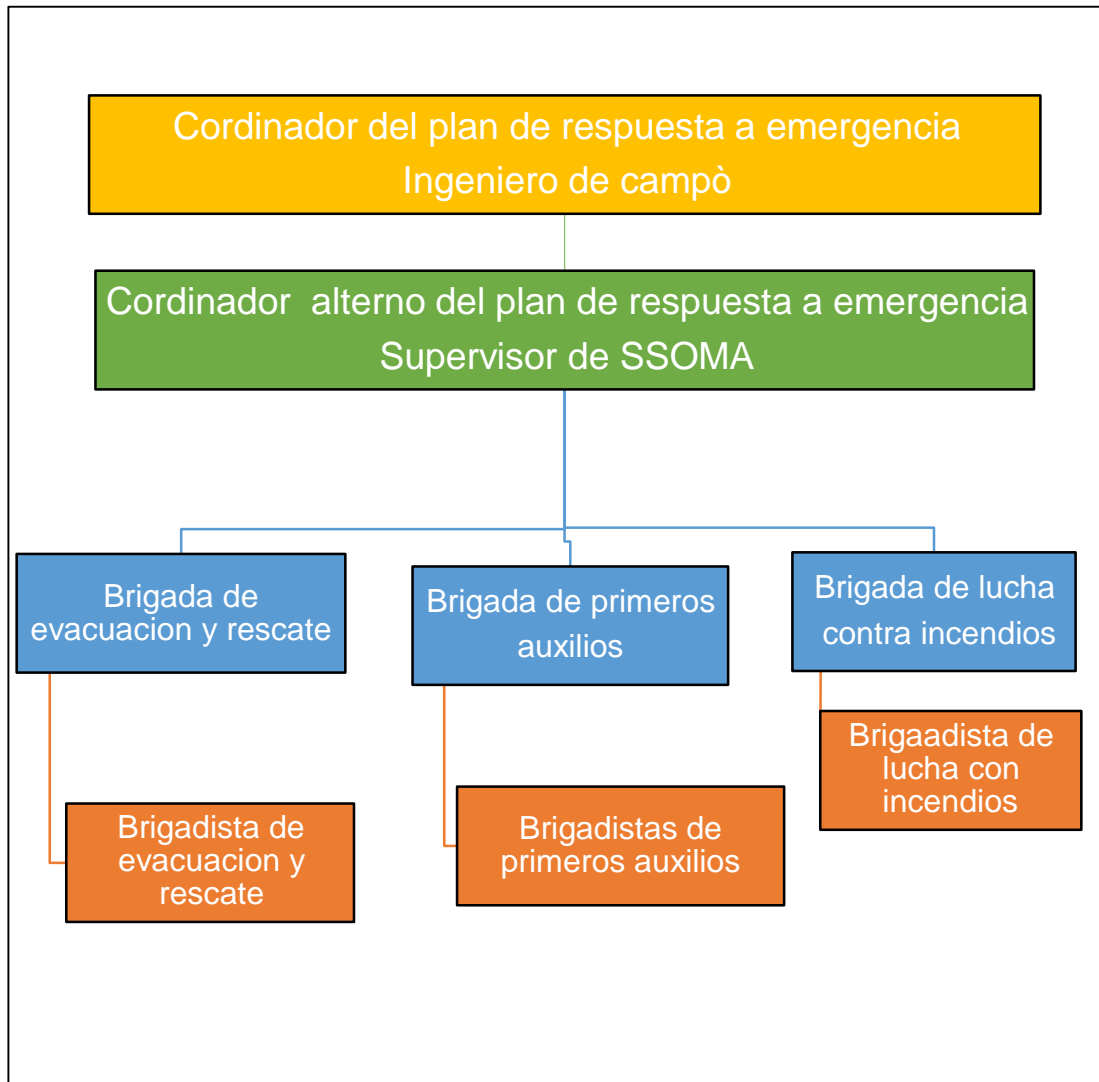 Cordinador del plan de respuesta a emergencia
Ingeniero de campò
Cordinador alterno del plan de respuesta a emergencia
Supervisor de SSOMA
Brigada de
evacuacion y rescate
Brigada de primeros
auxilios
Brigada de lucha
contra incendios
Brigadista de
evacuacion y
rescate
Brigadistas de
primeros auxilios
Brigaadista de
lucha con
incendios